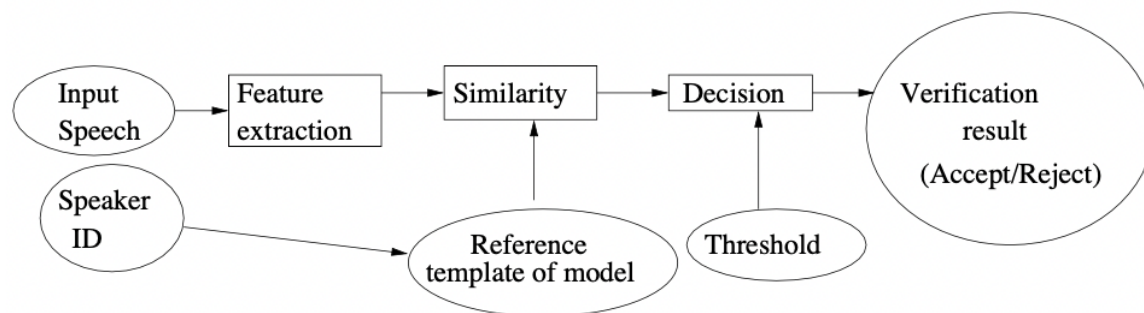 Input
Speech
Feature
extraction
Similarity
Decision
Verification
result
(Accept/Reject)
Speaker
ID
Reference
template of model
Threshold